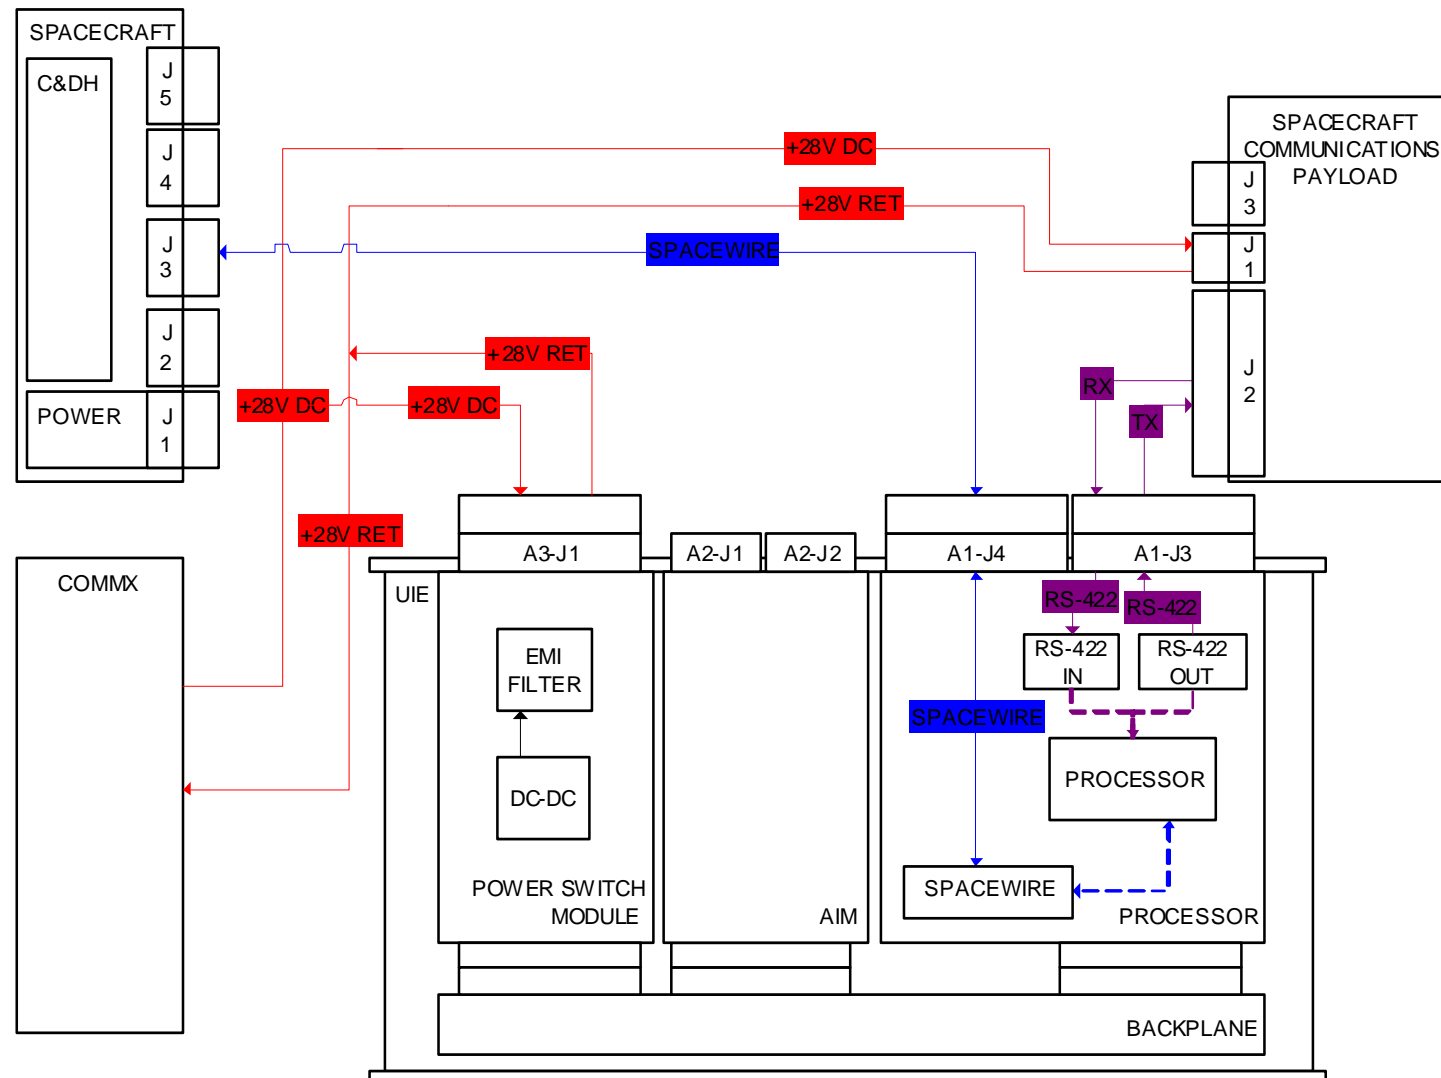 SPACECRAFT
C&DH
J
5
J
4
J
3
J
2
POWER
J
1
+28V DC
+28V RET
SPACEWIRE
+28V RET
+28V DC
+28V DC
+28V RET
SPACECRAFT
COMMUNICATIONS
PAYLOAD
J
3
J
1
J
2
RX
TX
COMMX
UIE
A3-J1
A2-J1
A2-J2
A1-J4
A1-J3
EMI
FILTER
DC-DC
POWER SWITCH
MODULE
AIM
RS-422
RS-422
RS-422
IN
RS-422
OUT
SPACEWIRE
PROCESSOR
SPACEWIRE
PROCESSOR
BACKPLANE